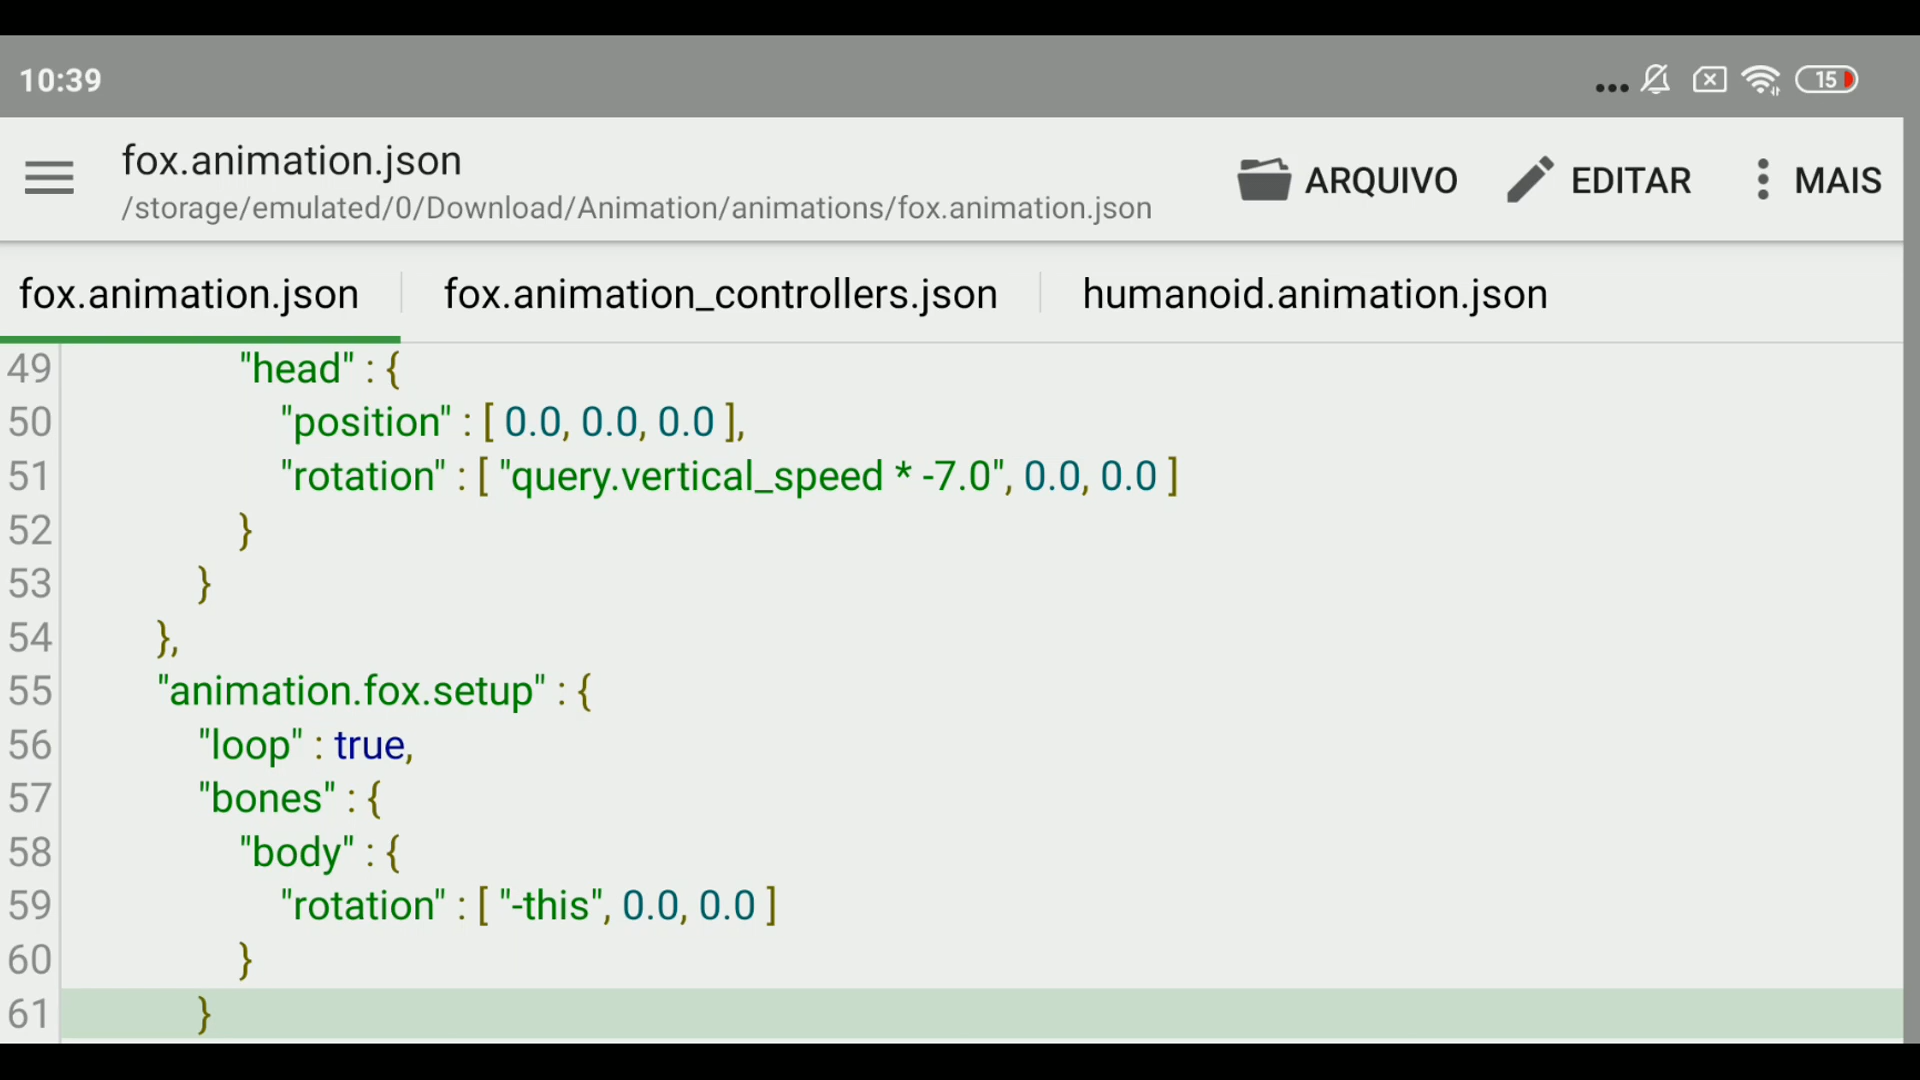 10:39
15
fox.animation.json
/storage/emulated/0/Download/Animation/animations/fox.animation.json
ARQUIVO
EDITAR
MAIS
fox.animation.json
fox.animation_controllers.json
humanoid.animation.json
49 "head" : {
50 "position" : [ 0.0, 0.0, 0.0 ],
51 "rotation" : [ "query.vertical_speed * -7.0", 0.0, 0.0 ]
52 }
53 }
54 },
55 "animation.fox.setup" : {
56 "loop" : true,
57 "bones" : {
58 "body" : {
59 "rotation" : [ "-this", 0.0, 0.0 ]
60 }
61 }